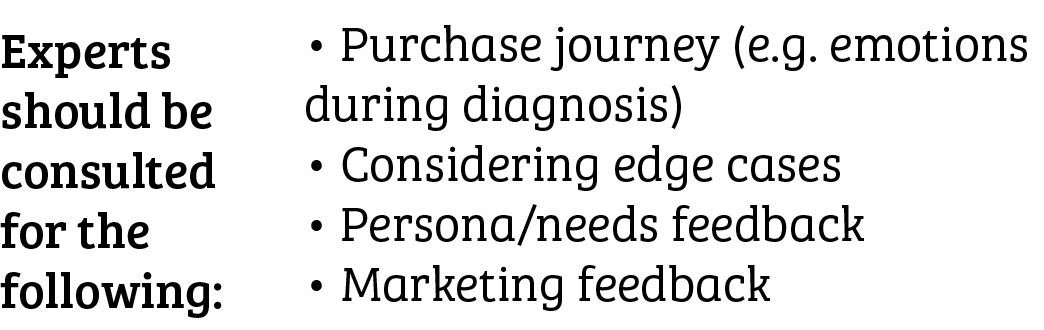 Experts
should be
consulted
for the
following:
• Purchase journey (e.g. emotions
during diagnosis)
• Considering edge cases
• Persona/needs feedback
• Marketing feedback